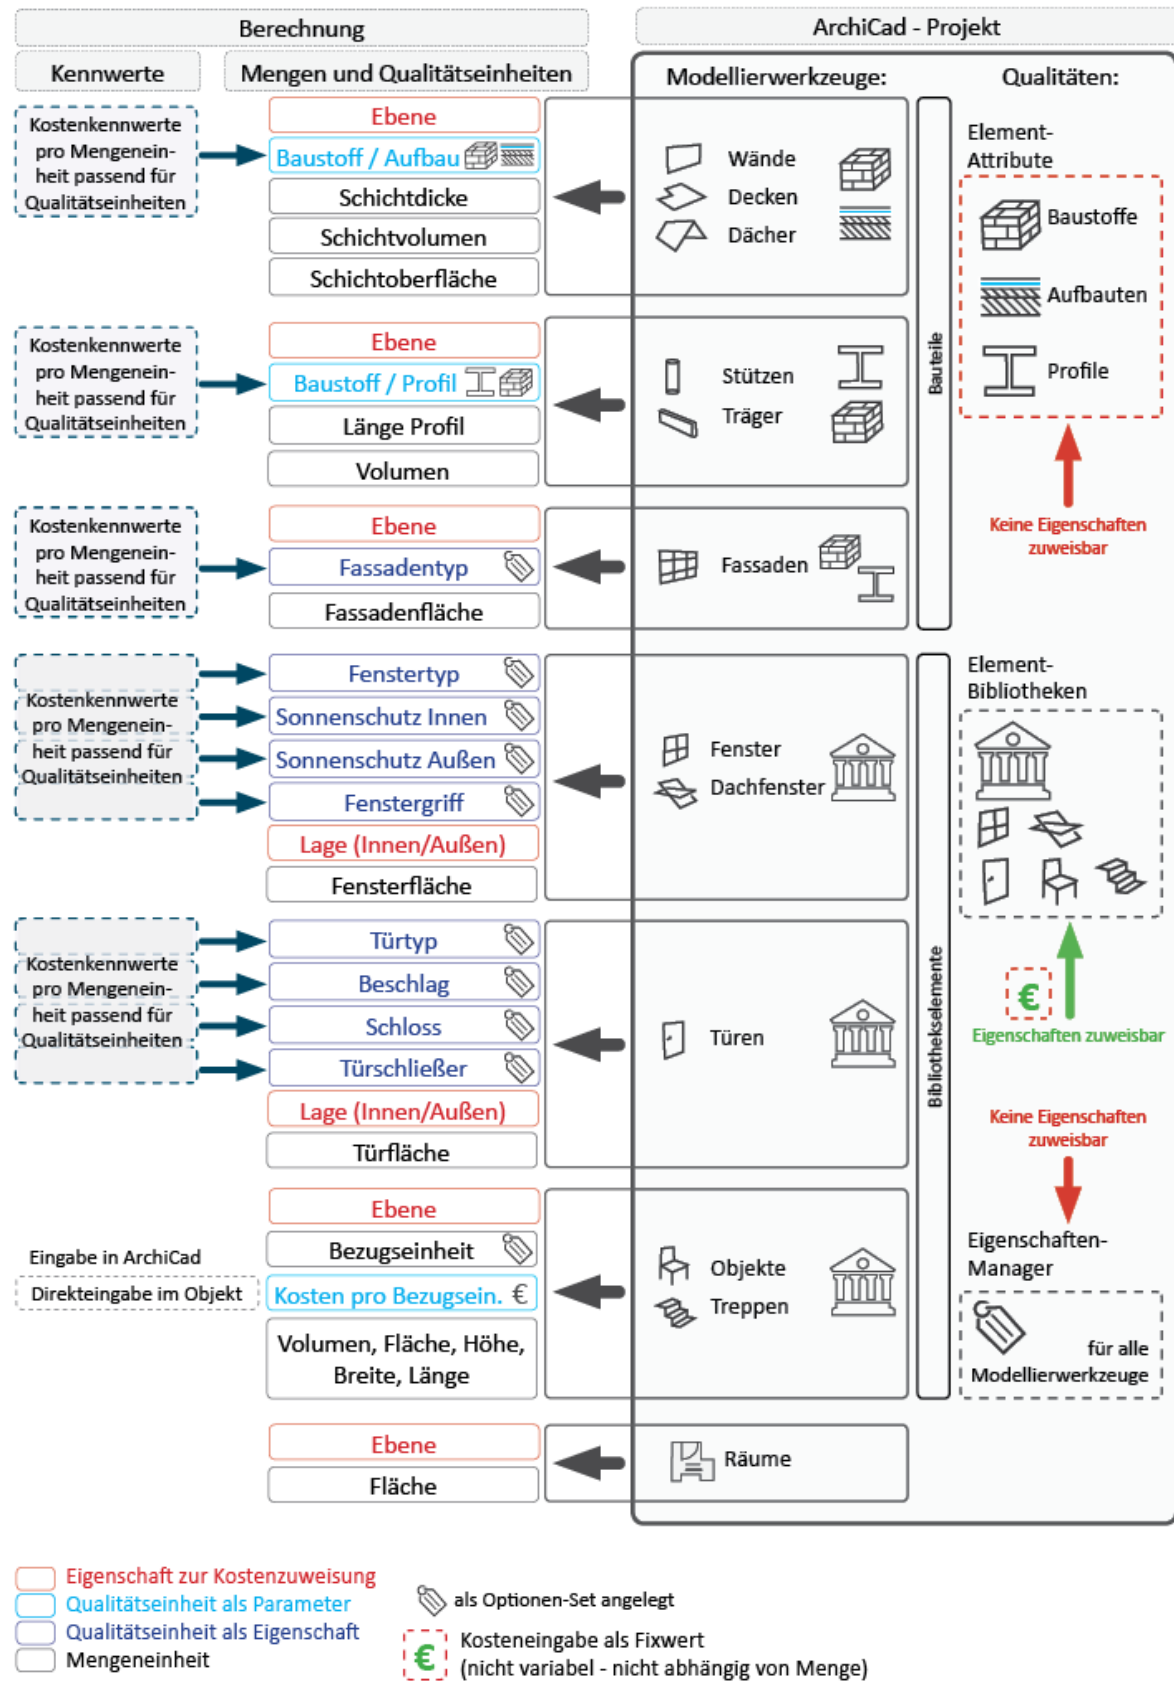 Berechnung
ArchiCad - Projekt
Kennwerte
Mengen und Qualitätseinheiten
Modellierwerkzeuge:
Qualitäten:
Kostenkennwerte
pro Mengenein-
heit passend für
Qualitätseinheiten
Ebene
Baustoff / Aufbau
Schichtdicke
Schichtvolumen
Schichtoberfläche
Wände
Decken
Dächer
Element-
Attribute
Baustoffe
Aufbauten
Profile
Bauteile
Kostenkennwerte
pro Mengenein-
heit passend für
Qualitätseinheiten
Ebene
Baustoff / Profil
Länge Profil
Volumen
Stützen
Träger
Keine Eigenschaften
zuweisbar
Kostenkennwerte
pro Mengenein-
heit passend für
Qualitätseinheiten
Ebene
Fassadentyp
Fassadenfläche
Fassaden
Kostenkennwerte
pro Mengenein-
heit passend für
Qualitätseinheiten
Fenstertyp
Sonnenschutz Innen
Sonnenschutz Außen
Fenstergriff
Lage (Innen/Außen)
Fensterfläche
Fenster
Dachfenster
Element-
Bibliotheken
Bibliothekselemente
Kostenkennwerte
pro Mengenein-
heit passend für
Qualitätseinheiten
Türtyp
Beschlag
Schloss
Türschließer
Lage (Innen/Außen)
Türfläche
Türen
€
Eigenschaften zuweisbar
Keine Eigenschaften
zuweisbar
Eingabe in ArchiCad
Direkteingabe im Objekt
Ebene
Bezugseinheit
Kosten pro Bezugsein. €
Volumen, Fläche, Höhe,
Breite, Länge
Objekte
Treppen
Eigenschaften-
Manager
für alle
Modellierwerkzeuge
Ebene
Fläche
Räume
Eigenschaft zur Kostenzuweisung
Qualitätseinheit als Parameter
Qualitätseinheit als Eigenschaft
Mengeneinheit
als Optionen-Set angelegt
€
Kosteneingabe als Fixwert
(nicht variabel - nicht abhängig von Menge)